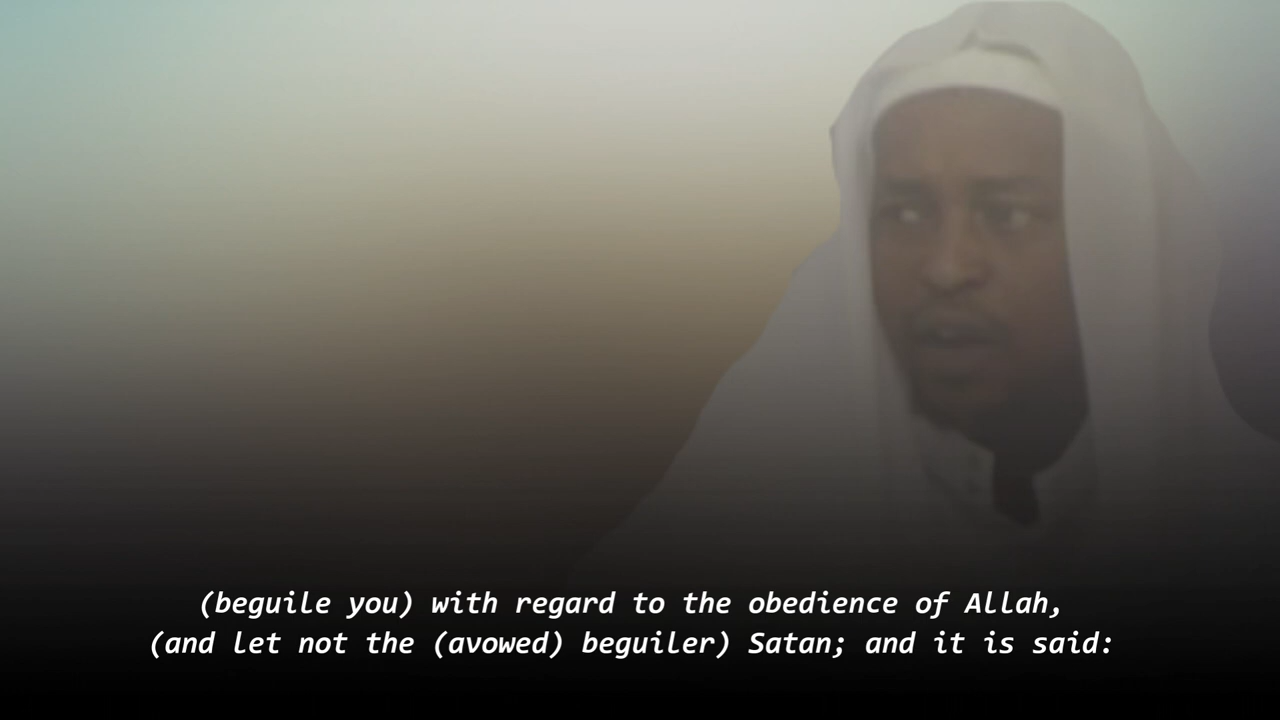 (beguile you) with regard to the obedience of Allah,
(and let not the (avowed) beguiler) Satan; and it is said: